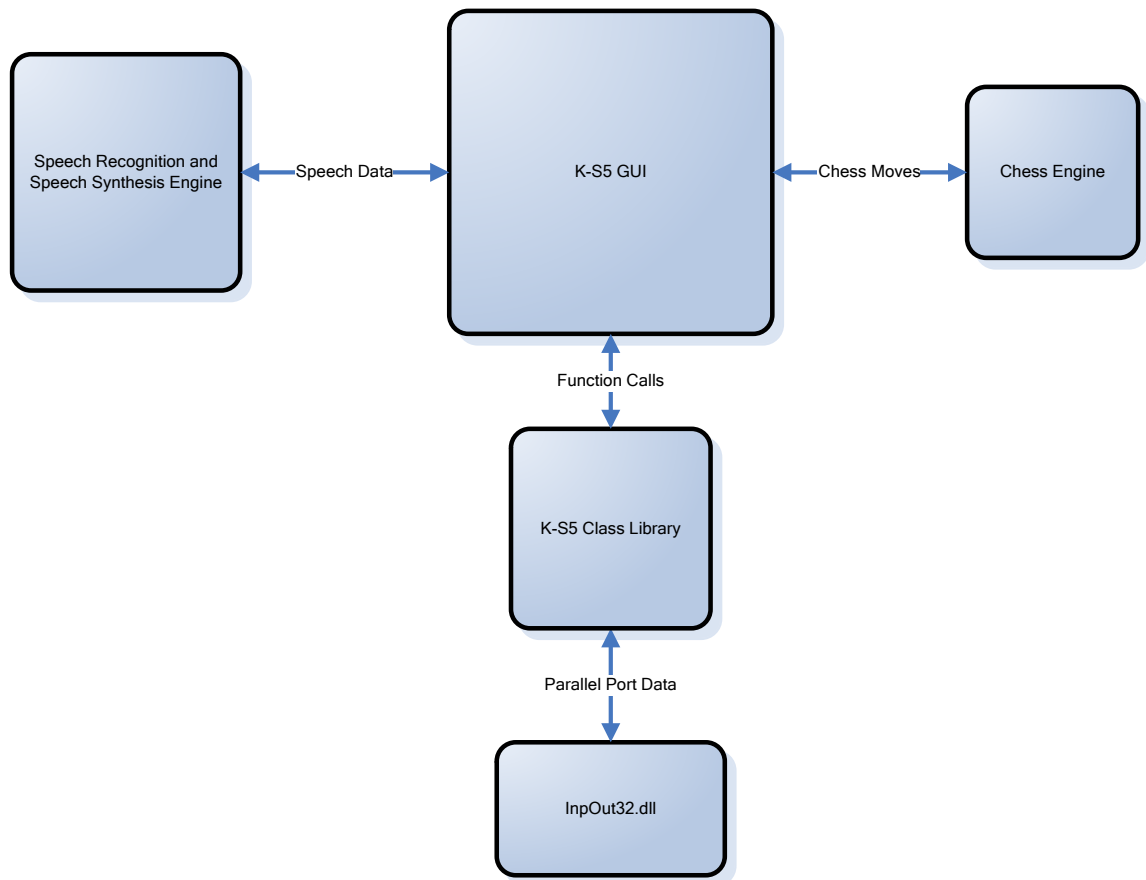 Speech Recognition and
Speech Synthesis Engine
Speech Data
K-S5 GUI
Chess Moves
Chess Engine
Function Calls
K-S5 Class Library
Parallel Port Data
InpOut32.dll